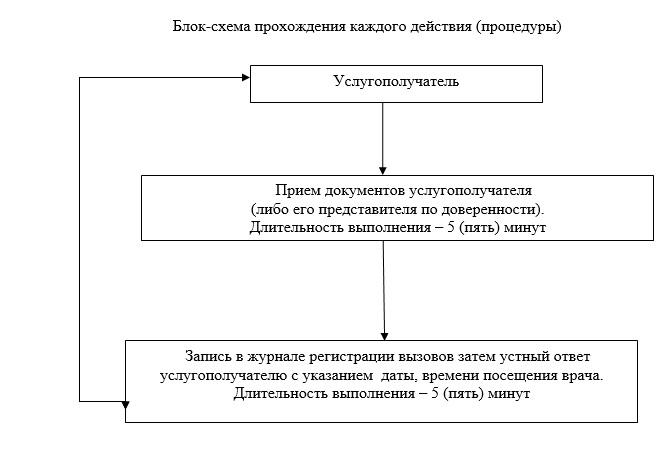 Блок-схема прохождения каждого действия (процедуры)
Услугополучатель
Прием документов услугополучателя
(либо его представителя по доверенности).
Длительность выполнения – 5 (пять) минут
Запись в журнале регистрации вызовов затем устный ответ
услугополучателю с указанием  даты, времени посещения врача.
Длительность выполнения – 5 (пять) минут